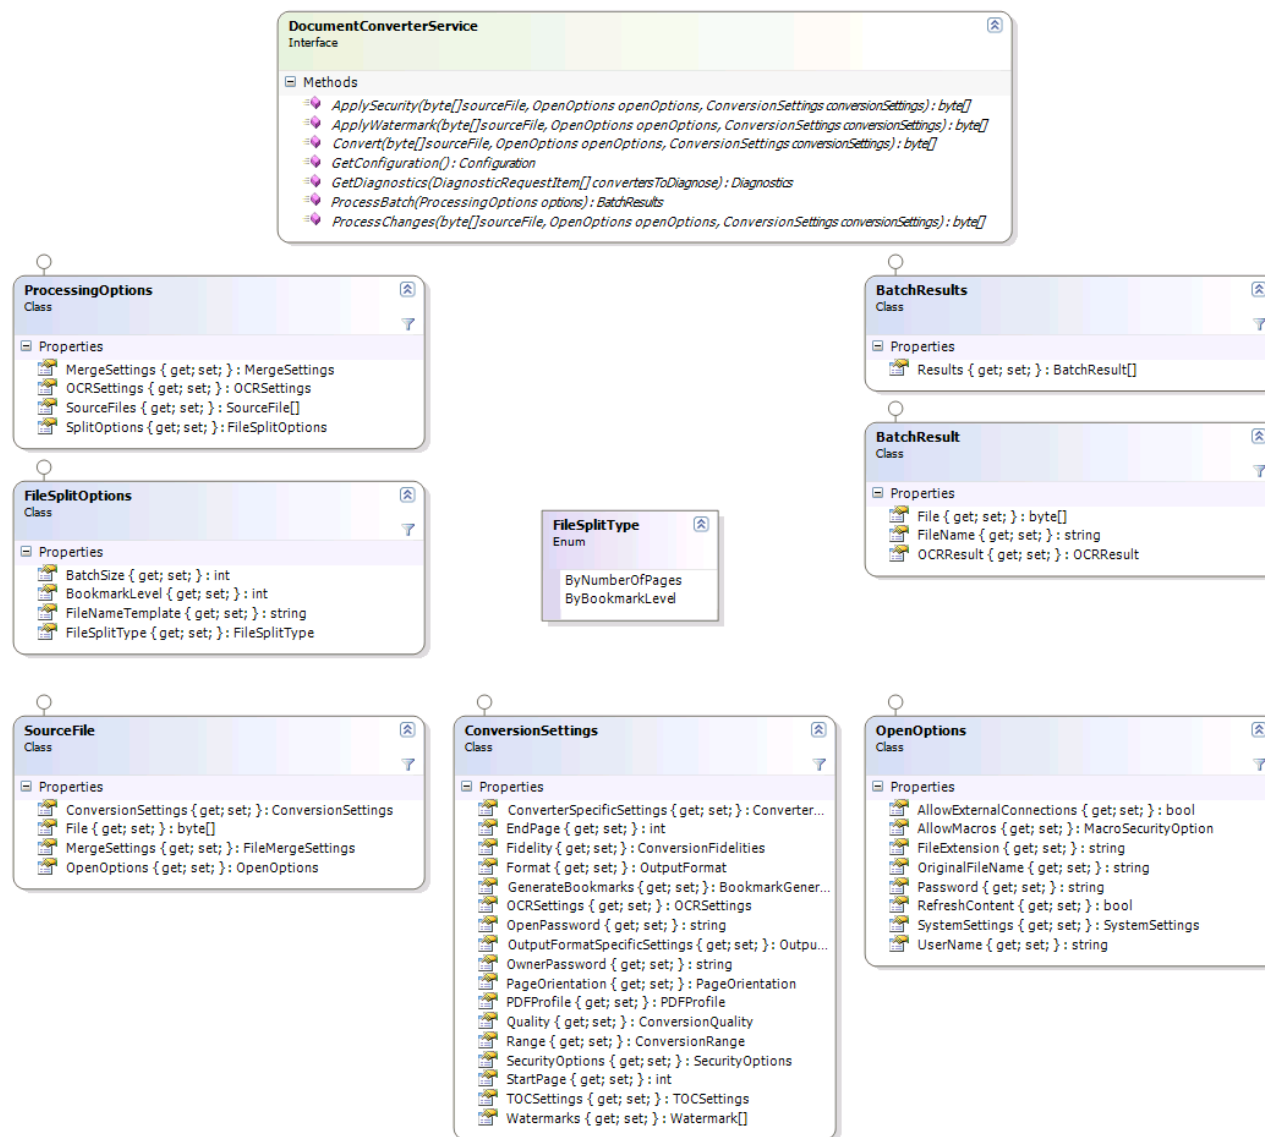 DocumentConverterService
Interface
Methods
ApplySecurity(byte[] sourceFile, OpenOptions openOptions, ConversionSettings conversionSettings) : byte[]
ApplyWatermark(byte[] sourceFile, OpenOptions openOptions, ConversionSettings conversionSettings) : byte[]
Convert(byte[] sourceFile, OpenOptions openOptions, ConversionSettings conversionSettings) : byte[]
GetConfiguration() : Configuration
GetDiagnostics(DiagnosticRequestItem[] convertersToDiagnose) : Diagnostics
ProcessBatch(ProcessingOptions options) : BatchResults
ProcessChanges(byte[] sourceFile, OpenOptions openOptions, ConversionSettings conversionSettings) : byte[]
ProcessingOptions
Class
Properties
MergeSettings { get; set; } : MergeSettings
OCRSettings { get; set; } : OCRSettings
SourceFiles { get; set; } : SourceFile[]
SplitOptions { get; set; } : FileSplitOptions
BatchResults
Class
Properties
Results { get; set; } : BatchResult[]
BatchResult
Class
Properties
File { get; set; } : byte[]
FileName { get; set; } : string
OCRResult { get; set; } : OCRResult
FileSplitOptions
Class
Properties
BatchSize { get; set; } : int
BookmarkLevel { get; set; } : int
FileNameTemplate { get; set; } : string
FileSplitType { get; set; } : FileSplitType
FileSplitType
Enum
ByNumberOfPages
ByBookmarkLevel
SourceFile
Class
Properties
ConversionSettings { get; set; } : ConversionSettings
File { get; set; } : byte[]
MergeSettings { get; set; } : FileMergeSettings
OpenOptions { get; set; } : OpenOptions
ConversionSettings
Class
Properties
ConverterSpecificSettings { get; set; } : Converter...
EndPage { get; set; } : int
Fidelity { get; set; } : ConversionFidelities
Format { get; set; } : OutputFormat
GenerateBookmarks { get; set; } : BookmarkGener...
OCRSettings { get; set; } : OCRSettings
OpenPassword { get; set; } : string
OutputFormatSpecificSettings { get; set; } : Outpu...
OwnerPassword { get; set; } : string
PageOrientation { get; set; } : PageOrientation
PDFProfile { get; set; } : PDFProfile
Quality { get; set; } : ConversionQuality
Range { get; set; } : ConversionRange
SecurityOptions { get; set; } : SecurityOptions
StartPage { get; set; } : int
TOCSettings { get; set; } : TOCSettings
Watermarks { get; set; } : Watermark[]
OpenOptions
Class
Properties
AllowExternalConnections { get; set; } : bool
AllowMacros { get; set; } : MacroSecurityOption
FileExtension { get; set; } : string
OriginalFileName { get; set; } : string
Password { get; set; } : string
RefreshContent { get; set; } : bool
SystemSettings { get; set; } : SystemSettings
UserName { get; set; } : string